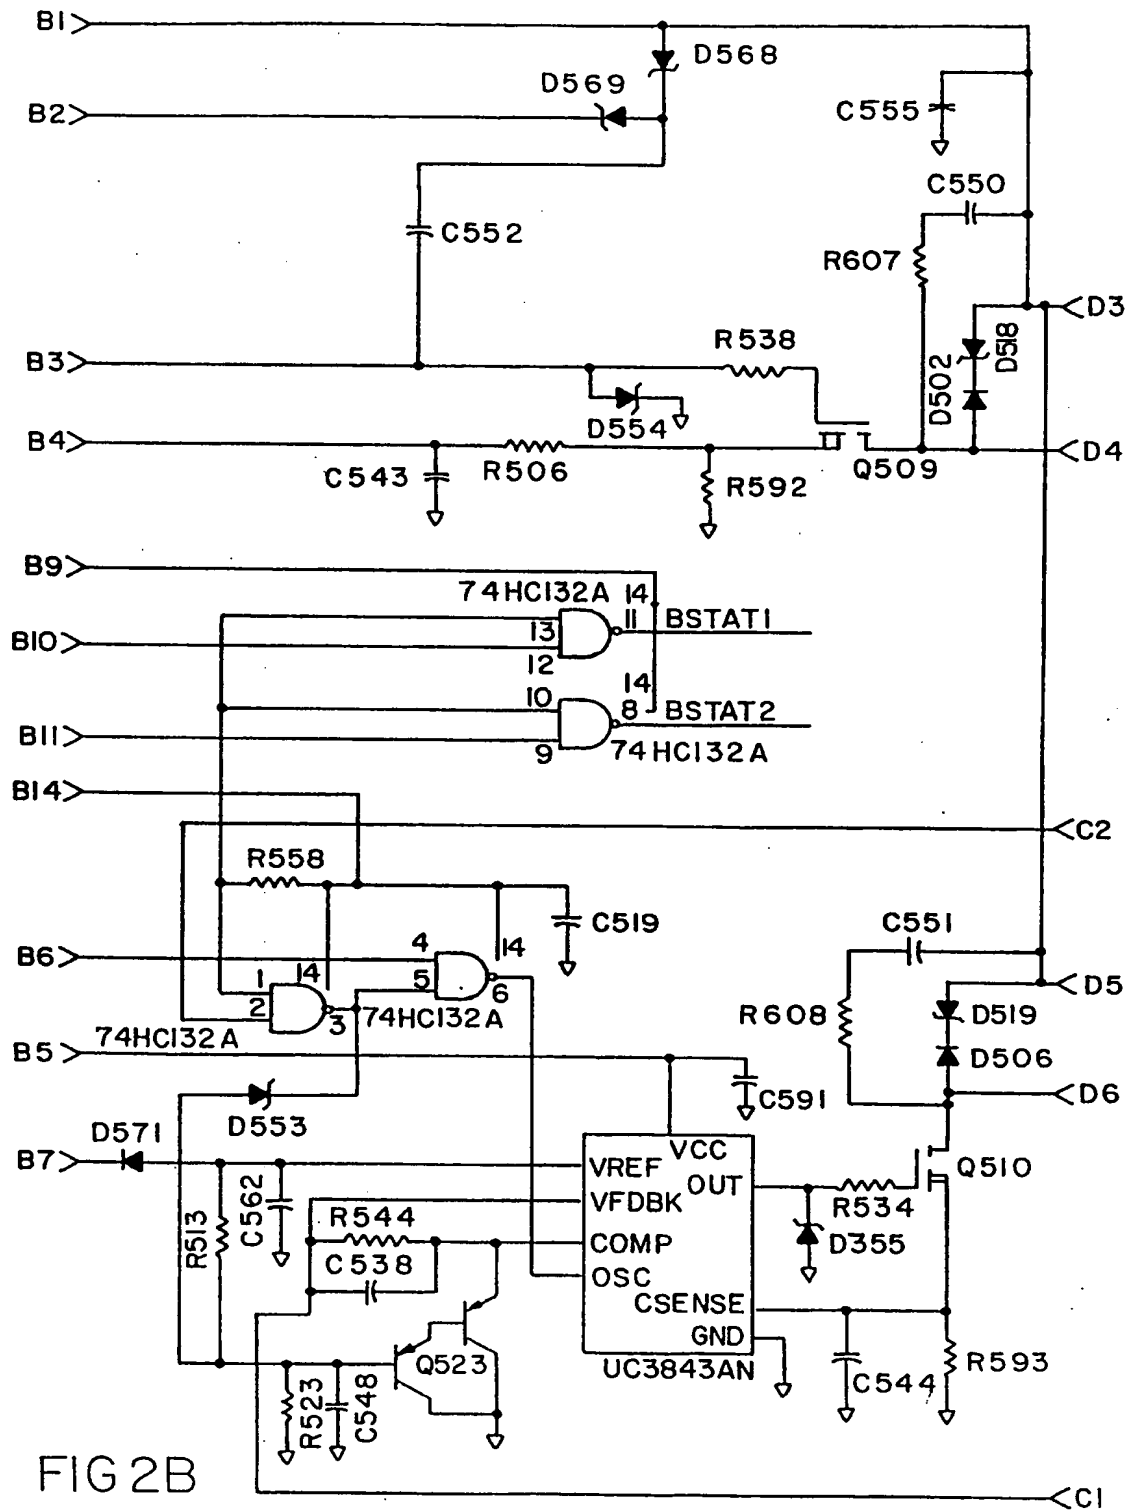 B1
D568
D569
B2
C555
C550
C552
R607
D3
D518
B3
R538
D502
D554
B4
D4
C543
R506
R592
Q509
B9
74HC132A
14
11
BSTAT1
13
B10
12
14
10
8
BSTAT2
B11
9
74HC132A
B14
C2
R558
C519
C551
B6
4
14
1
14
5
6
D5
2
3
74HC132A
R608
D519
74HC132A
B5
D506
C591
D6
D553
D571
VCC
B7
VREF
OUT
Q510
C562
VFDBK
R534
R513
R544
D355
COMP
C538
OSC
CSENSE
GND
Q523
R593
UC3843AN
C544
R523
C548
FIG 2B
C1